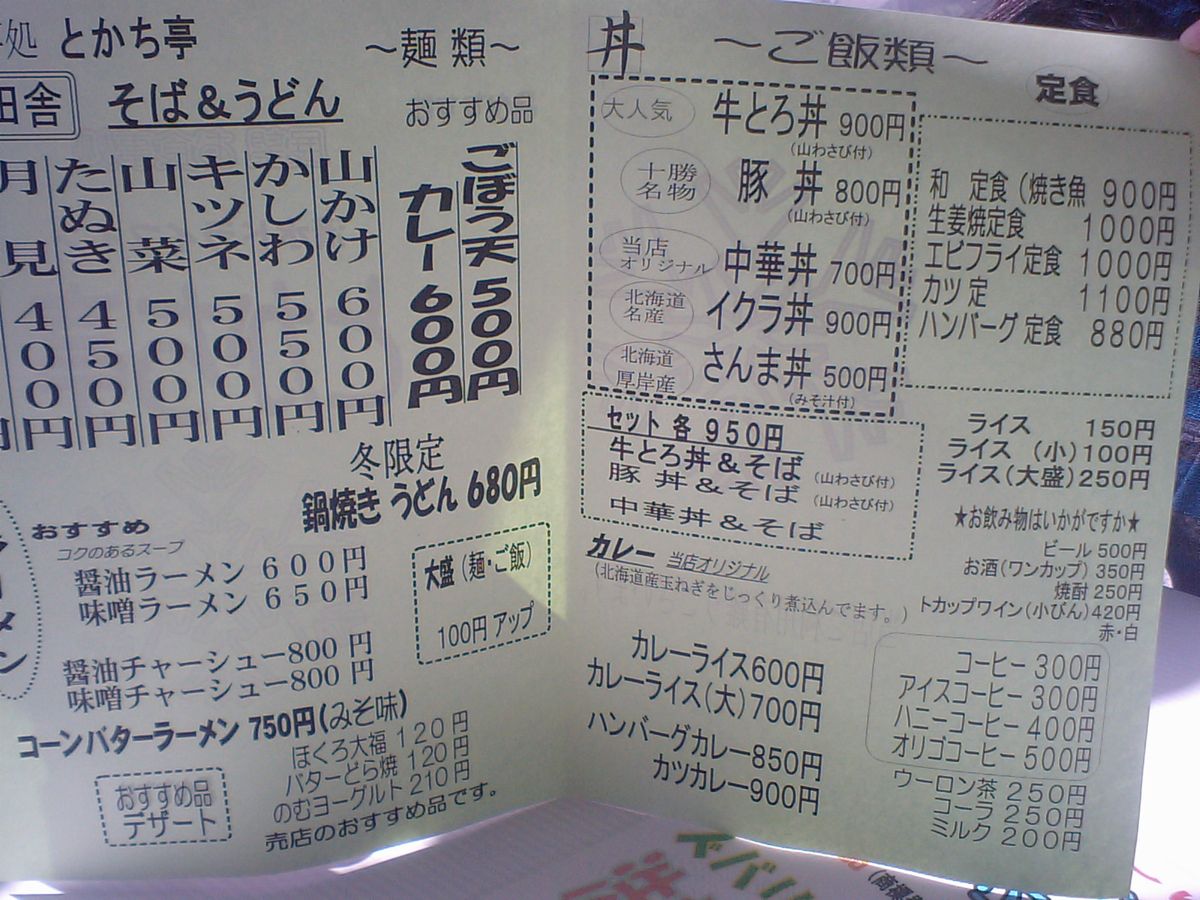 処 とかち亭
～麺類～
田舎
そば&うどん
おすすめ品
月見 400円
たぬき 450円
山菜 500円
キツネ 500円
かしわ 550円
山かけ 600円
カレー 600円
ごぼう天 500円
冬限定
鍋焼きうどん 680円
おすすめ
コクのあるスープ
醤油ラーメン 600円
味噌ラーメン 650円
醤油チャーシュー800円
味噌チャーシュー800円
コーンバターラーメン 750円(みそ味)
大盛(麺・ご飯)
100円 アップ
おすすめ品
デザート
ほくろ大福 120円
バターどら焼 120円
のむヨーグルト 210円
売店のおすすめ品です。
丼 ～ご飯類～
大人気 牛とろ丼 900円
(山わさび付)
十勝名物 豚丼 800円
(山わさび付)
当店オリジナル 中華丼 700円
北海道名産 イクラ丼 900円
北海道厚岸産 さんま丼 500円
(みそ汁付)
セット 各 950円
牛とろ丼&そば (山わさび付)
豚丼&そば (山わさび付)
中華丼&そば
カレー 当店オリジナル
(北海道産玉ねぎをじっくり煮込んでます。)
カレーライス600円
カレーライス(大)700円
ハンバーグカレー850円
カツカレー900円
定食
和 定食(焼き魚 900円
生姜焼定食 1000円
エビフライ定食 1000円
カツ定 1100円
ハンバーグ定食 880円
ライス 150円
ライス (小)100円
ライス(大盛)250円
★お飲み物はいかがですか★
ビール 500円
お酒(ワンカップ) 350円
焼酎 250円
トカップワイン(小びん)420円
赤・白
コーヒー 300円
アイスコーヒー 300円
ハニーコーヒー 400円
オリゴコーヒー 500円
ウーロン茶 250円
コーラ 250円
ミルク 200円